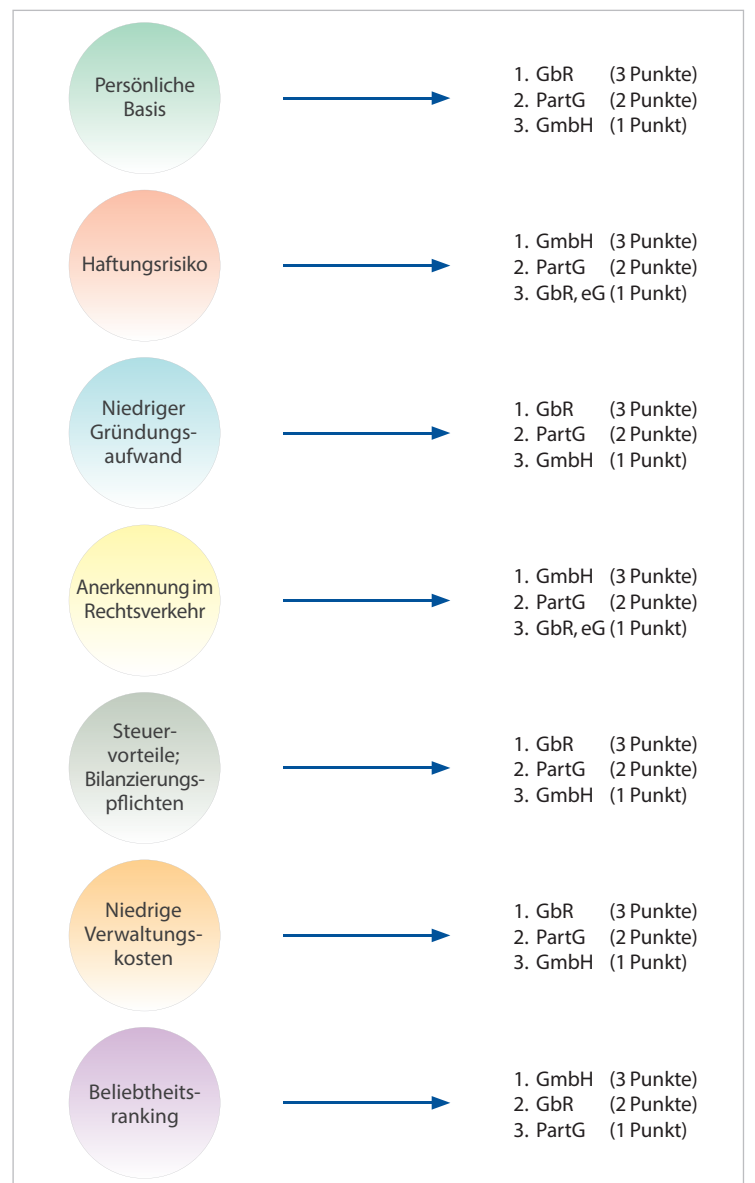 Persönliche
Basis
1. GbR (3 Punkte)
2. PartG (2 Punkte)
3. GmbH (1 Punkt)
Haftungsrisiko
1. GmbH (3 Punkte)
2. PartG (2 Punkte)
3. GbR, eG (1 Punkt)
Niedriger
Gründungs-
aufwand
1. GbR (3 Punkte)
2. PartG (2 Punkte)
3. GmbH (1 Punkt)
Anerkennung im
Rechtsverkehr
1. GmbH (3 Punkte)
2. PartG (2 Punkte)
3. GbR, eG (1 Punkt)
Steuer-
vorteile;
Bilanzierungs-
pflichten
1. GbR (3 Punkte)
2. PartG (2 Punkte)
3. GmbH (1 Punkt)
Niedrige
Verwaltungs-
kosten
1. GbR (3 Punkte)
2. PartG (2 Punkte)
3. GmbH (1 Punkt)
Beliebtheits-
ranking
1. GmbH (3 Punkte)
2. GbR (2 Punkte)
3. PartG (1 Punkt)